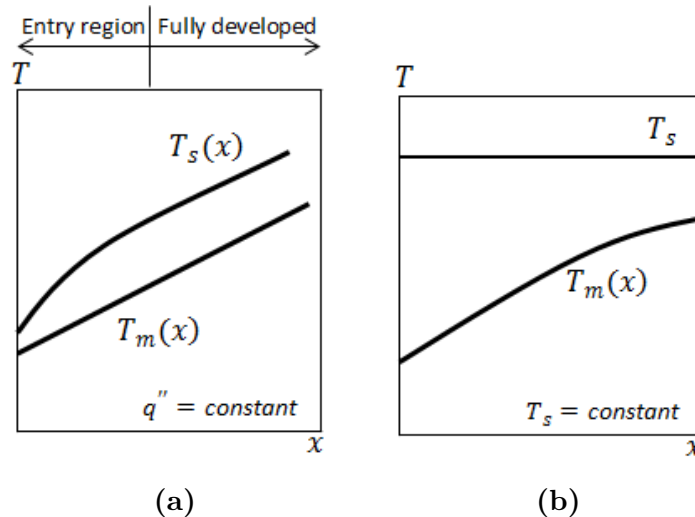 Entry region Fully developed
T
T_s(x)
T_m(x)
q'' = constant
x
(a)
T
T_s
T_m(x)
T_s = constant
x
(b)